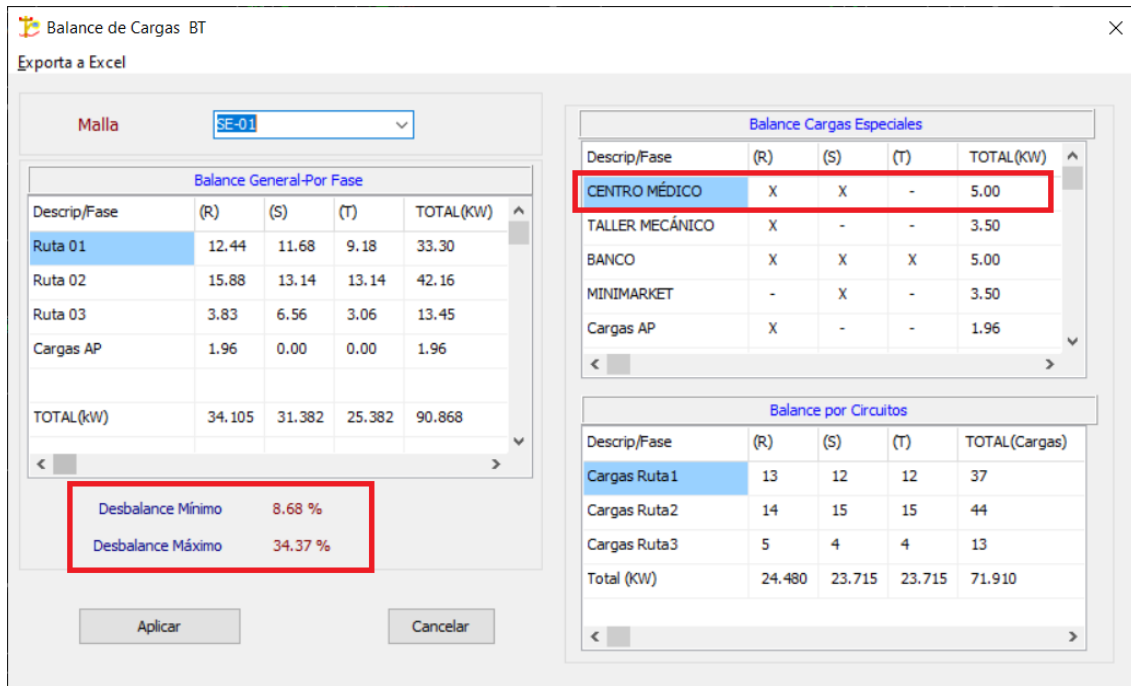 Balance de Cargas BT
Exporta a Excel
Malla SE-01
Balance General-Por Fase
Descrip/Fase (R) (S) (T) TOTAL(KW)
Ruta 01 12.44 11.68 9.18 33.30
Ruta 02 15.88 13.14 13.14 42.16
Ruta 03 3.83 6.56 3.06 13.45
Cargas AP 1.96 0.00 0.00 1.96
TOTAL(kW) 34.105 31.382 25.382 90.868
Desbalance Mínimo 8.68 %
Desbalance Máximo 34.37 %
Aplicar Cancelar
Balance Cargas Especiales
Descrip/Fase (R) (S) (T) TOTAL(KW)
CENTRO MÉDICO X X - 5.00
TALLER MECÁNICO X - - 3.50
BANCO X X X 5.00
MINIMARKET - X - 3.50
Cargas AP X - - 1.96
Balance por Circuitos
Descrip/Fase (R) (S) (T) TOTAL(Cargas)
Cargas Ruta1 13 12 12 37
Cargas Ruta2 14 15 15 44
Cargas Ruta3 5 4 4 13
Total (KW) 24.480 23.715 23.715 71.910